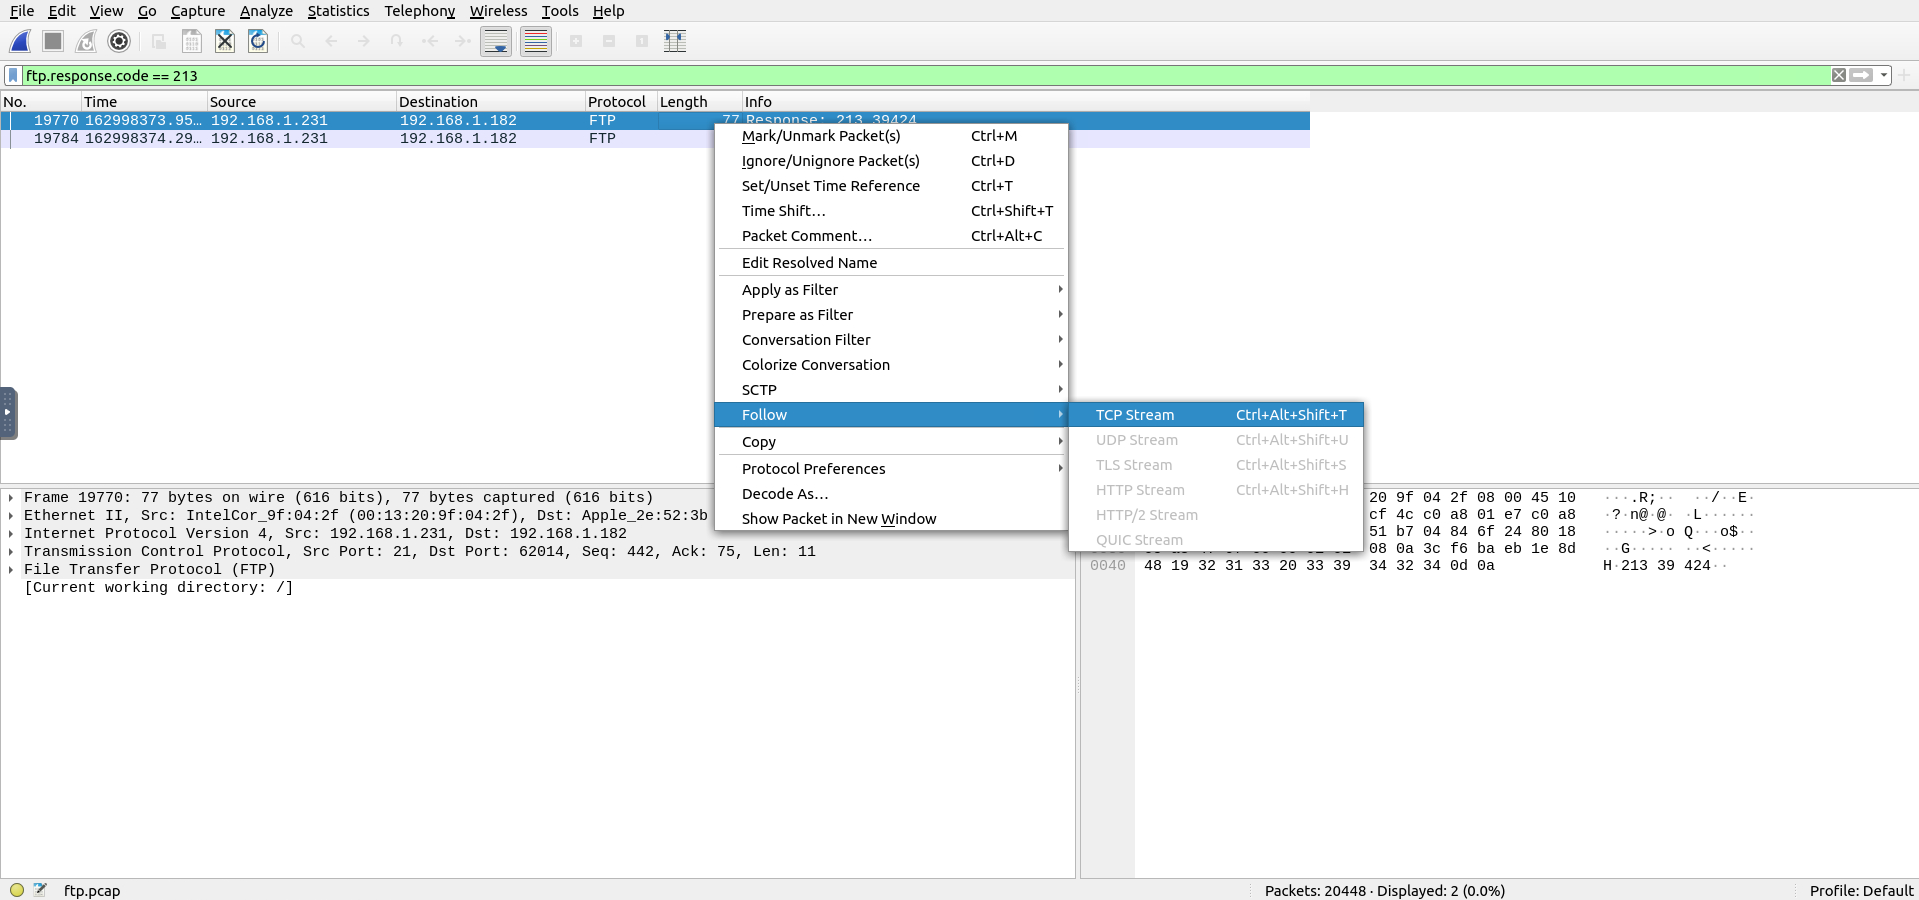 File Edit View Go Capture Analyze Statistics Telephony Wireless Tools Help
ftp.response.code == 213
No. Time Source Destination Protocol Length Info
19770 162998373.95… 192.168.1.231 192.168.1.182 FTP 77 Response: 213 39424
19784 162998374.29… 192.168.1.231 192.168.1.182 FTP
Mark/Unmark Packet(s) Ctrl+M
Ignore/Unignore Packet(s) Ctrl+D
Set/Unset Time Reference Ctrl+T
Time Shift… Ctrl+Shift+T
Packet Comment… Ctrl+Alt+C
Edit Resolved Name
Apply as Filter
Prepare as Filter
Conversation Filter
Colorize Conversation
SCTP
Follow
Copy
Protocol Preferences
Decode As…
Show Packet in New Window
TCP Stream Ctrl+Alt+Shift+T
UDP Stream Ctrl+Alt+Shift+U
TLS Stream Ctrl+Alt+Shift+S
HTTP Stream Ctrl+Alt+Shift+H
HTTP/2 Stream
QUIC Stream
Frame 19770: 77 bytes on wire (616 bits), 77 bytes captured (616 bits)
Ethernet II, Src: IntelCor_9f:04:2f (00:13:20:9f:04:2f), Dst: Apple_2e:52:3b
Internet Protocol Version 4, Src: 192.168.1.231, Dst: 192.168.1.182
Transmission Control Protocol, Src Port: 21, Dst Port: 62014, Seq: 442, Ack: 75, Len: 11
File Transfer Protocol (FTP)
[Current working directory: /]
20 9f 04 2f 08 00 45 10 ···.R;·· ··/··E·
cf 4c c0 a8 01 e7 c0 a8 ·?·n@·@· ·L······
51 b7 04 84 6f 24 80 18 ·····>·o Q···o$··
08 0a 3c f6 ba eb 1e 8d ··G····· ··<·····
0040 48 19 32 31 33 20 33 39 34 32 34 0d 0a H·213 39 424··
ftp.pcap
Packets: 20448 · Displayed: 2 (0.0%)
Profile: Default